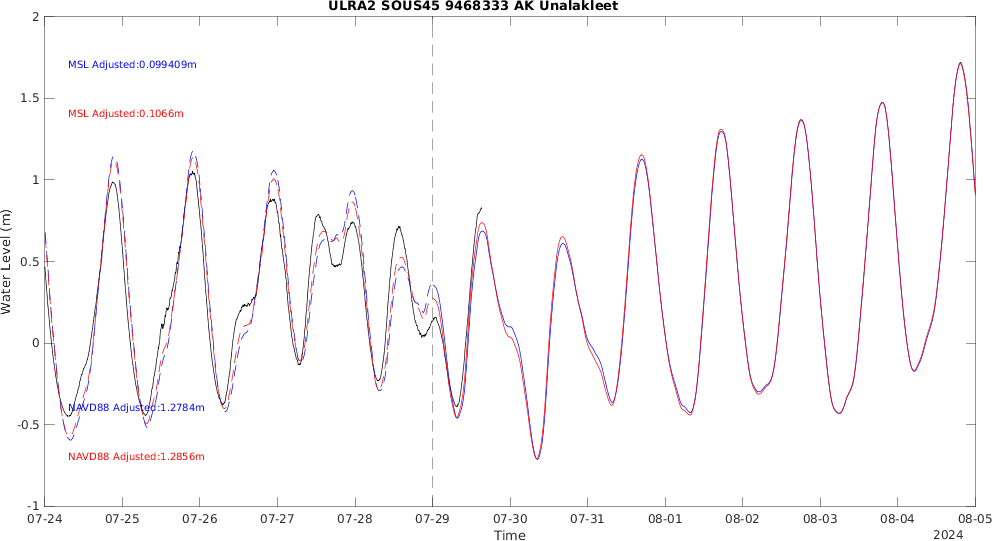 ULRA2 SOUS45 9468333 AK Unalakleet
2
1.5
1
0.5
0
-0.5
-1
Water Level (m)
MSL Adjusted:0.099409m
MSL Adjusted:0.1066m
NAVD88 Adjusted:1.2784m
NAVD88 Adjusted:1.2856m
07-24 07-25 07-26 07-27 07-28 07-29 07-30 07-31 08-01 08-02 08-03 08-04 08-05
Time
2024